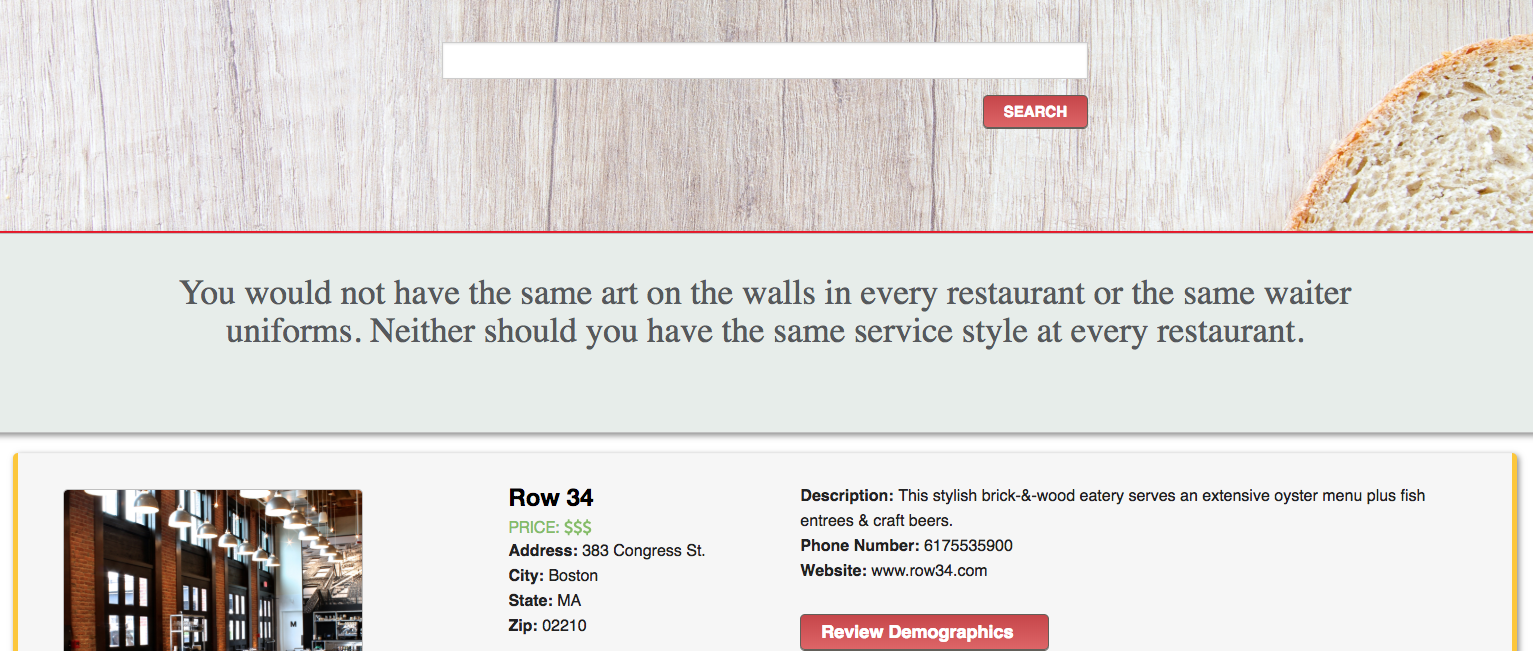 SEARCH
You would not have the same art on the walls in every restaurant or the same waiter
uniforms. Neither should you have the same service style at every restaurant.
Row 34
PRICE: $$$
Address: 383 Congress St.
City: Boston
State: MA
Zip: 02210
Description: This stylish brick-&-wood eatery serves an extensive oyster menu plus fish
entrees & craft beers.
Phone Number: 6175535900
Website: www.row34.com
Review Demographics
M